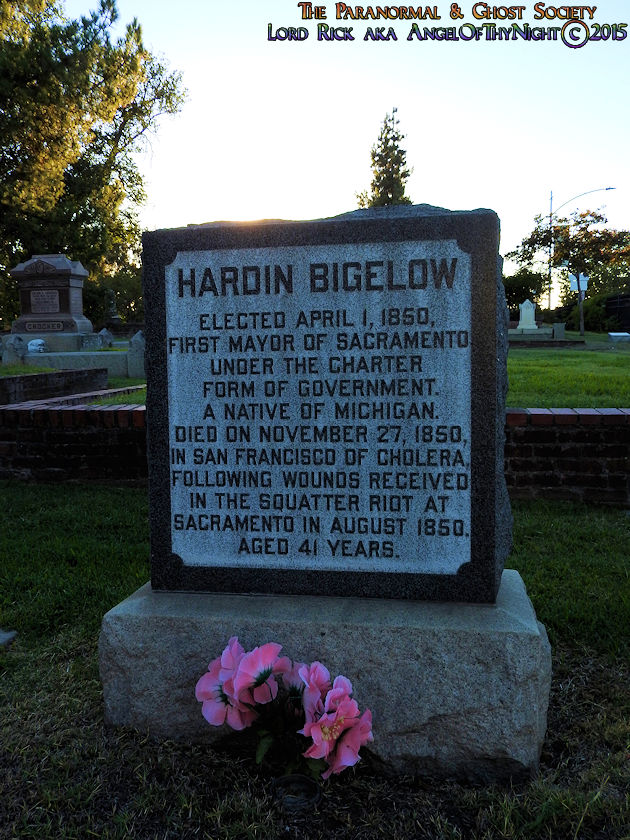 The Paranormal & Ghost Society
Lord Rick aka AngelOfThyNight©2015
HARDIN BIGELOW
ELECTED APRIL 1, 1850,
FIRST MAYOR OF SACRAMENTO
UNDER THE CHARTER
FORM OF GOVERNMENT.
A NATIVE OF MICHIGAN.
DIED ON NOVEMBER 27, 1850,
IN SAN FRANCISCO OF CHOLERA,
FOLLOWING WOUNDS RECEIVED
IN THE SQUATTER RIOT AT
SACRAMENTO IN AUGUST 1850.
AGED 41 YEARS.
CROCKER